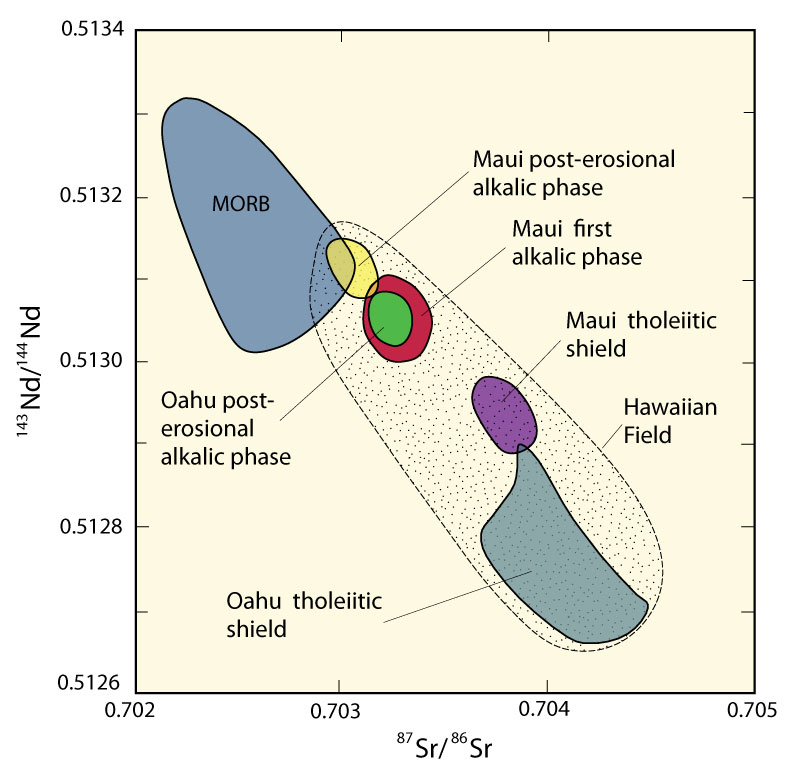 0.5134
0.5132
0.5130
0.5128
0.5126
¹⁴³Nd/¹⁴⁴Nd
MORB
Maui post-erosional
alkalic phase
Maui first
alkalic phase
Maui tholeiitic
shield
Hawaiian
Field
Oahu post-
erosional
alkalic phase
Oahu tholeiitic
shield
0.702
0.703
0.704
0.705
⁸⁷Sr/⁸⁶Sr